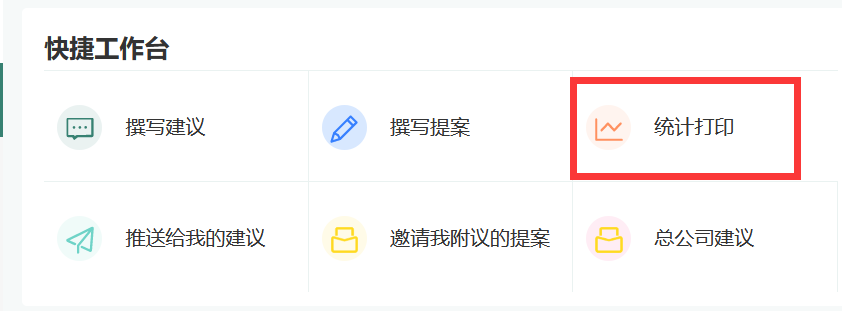 快捷工作台
撰写建议
撰写提案
统计打印
推送给我的建议
邀请我附议的提案
总公司建议